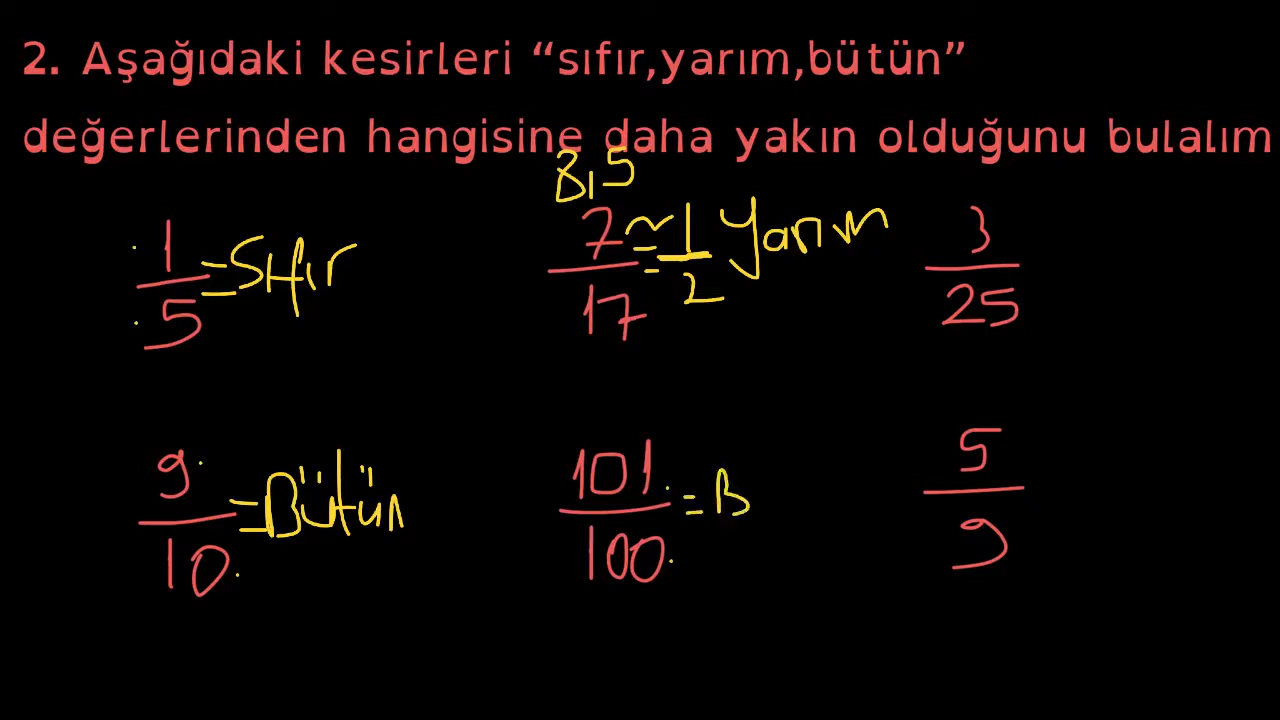 2. Aşağıdaki kesirleri “sıfır,yarım,bütün”
değerlerinden hangisine daha yakın olduğunu bulalım
8,5
1/5 = Sıfır
7/17 ≅ 1/2 Yarım
3/25
9/10 = Bütün
101/100 = B
5/9